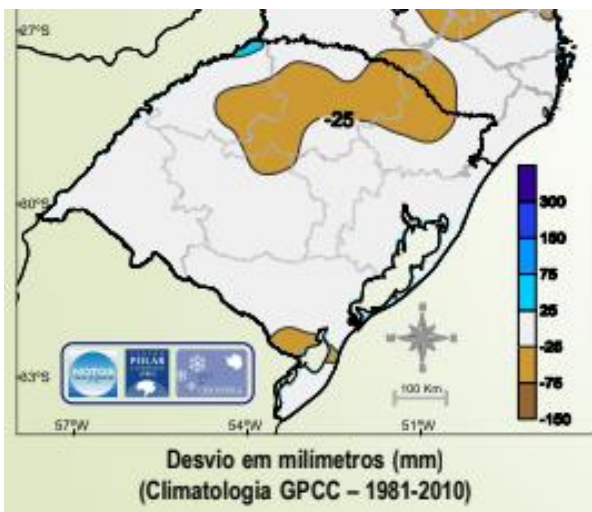 27°S
-25
30°S
300
150
75
25
-25
-75
-150
33°S
100 Km
57°W
54°W
51°W
Desvio em milimetros (mm)
(Climatologia GPCC – 1981-2010)